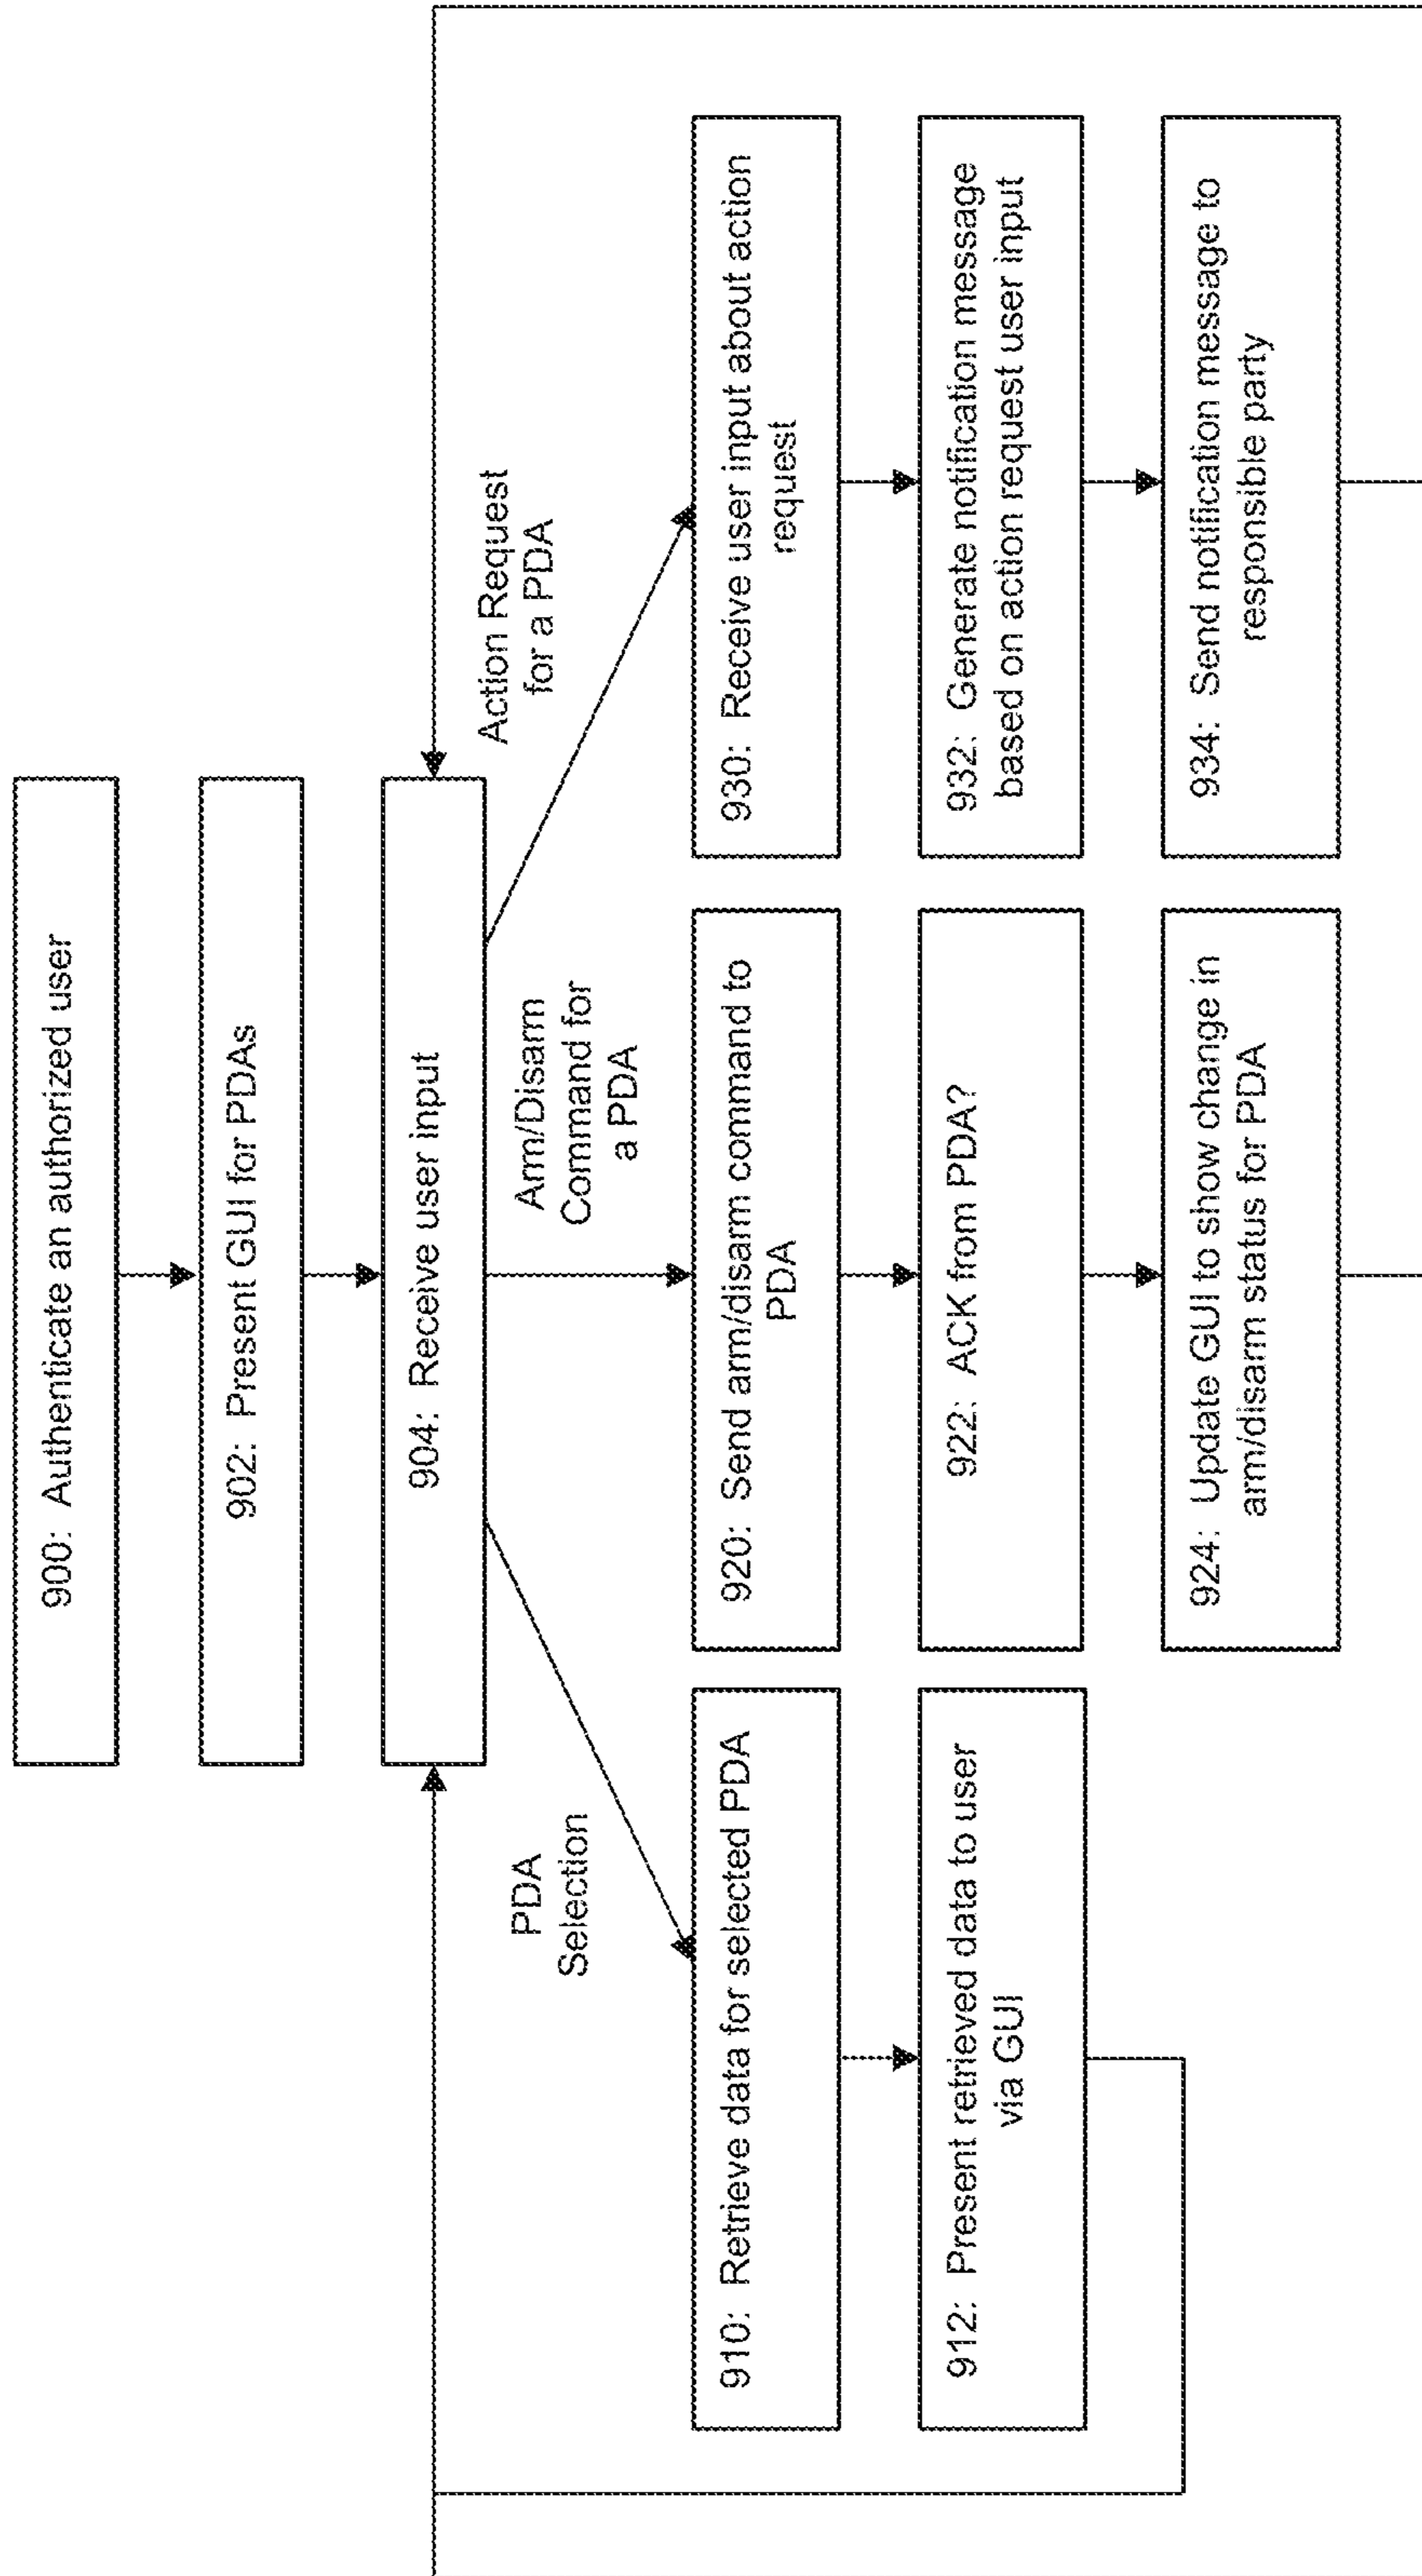 900: Authenticate an authorized user
902: Present GUI for PDAs
904: Receive user input
PDA
Selection
Arm/Disarm
Command for
a PDA
Action Request
for a PDA
910: Retrieve data for selected PDA
912: Present retrieved data to user
via GUI
920: Send arm/disarm command to
PDA
922: ACK from PDA?
924: Update GUI to show change in
arm/disarm status for PDA
930: Receive user input about action
request
932: Generate notification message
based on action request user input
934: Send notification message to
responsible party